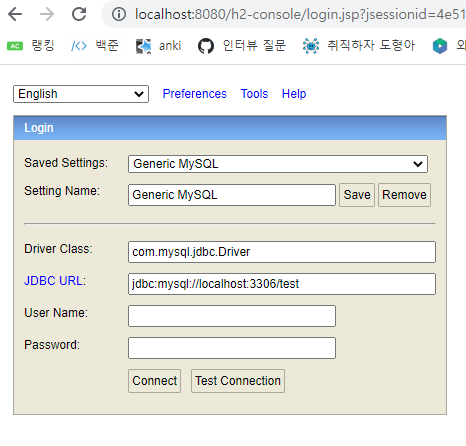 localhost:8080/h2-console/login.jsp?jsessionid=4e51
AC 랭킹 </> 백준 anki 인터뷰 질문 취직하자 도형아
English Preferences Tools Help
Login
Saved Settings: Generic MySQL
Setting Name: Generic MySQL Save Remove
Driver Class: com.mysql.jdbc.Driver
JDBC URL: jdbc:mysql://localhost:3306/test
User Name:
Password:
Connect Test Connection